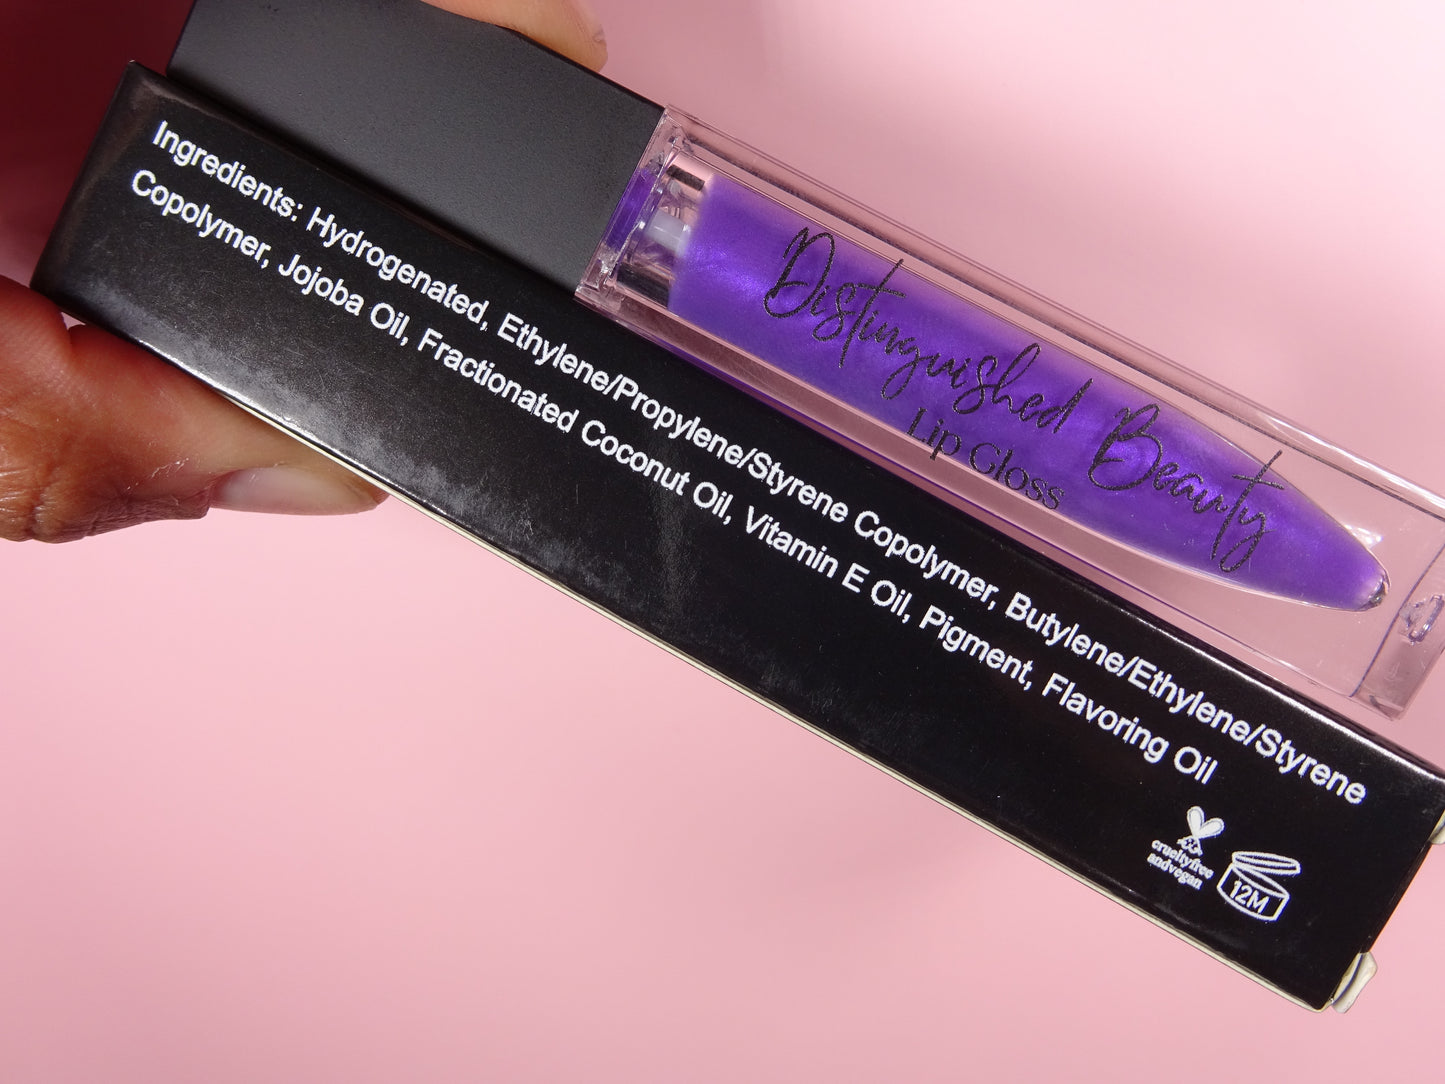 Distinguished Beauty
Lip Gloss
Ingredients: Hydrogenated, Ethylene/Propylene/Styrene Copolymer, Butylene/Ethylene/Styrene
Copolymer, Jojoba Oil, Fractionated Coconut Oil, Vitamin E Oil, Pigment, Flavoring Oil
crueltyfree
andvegan
12M